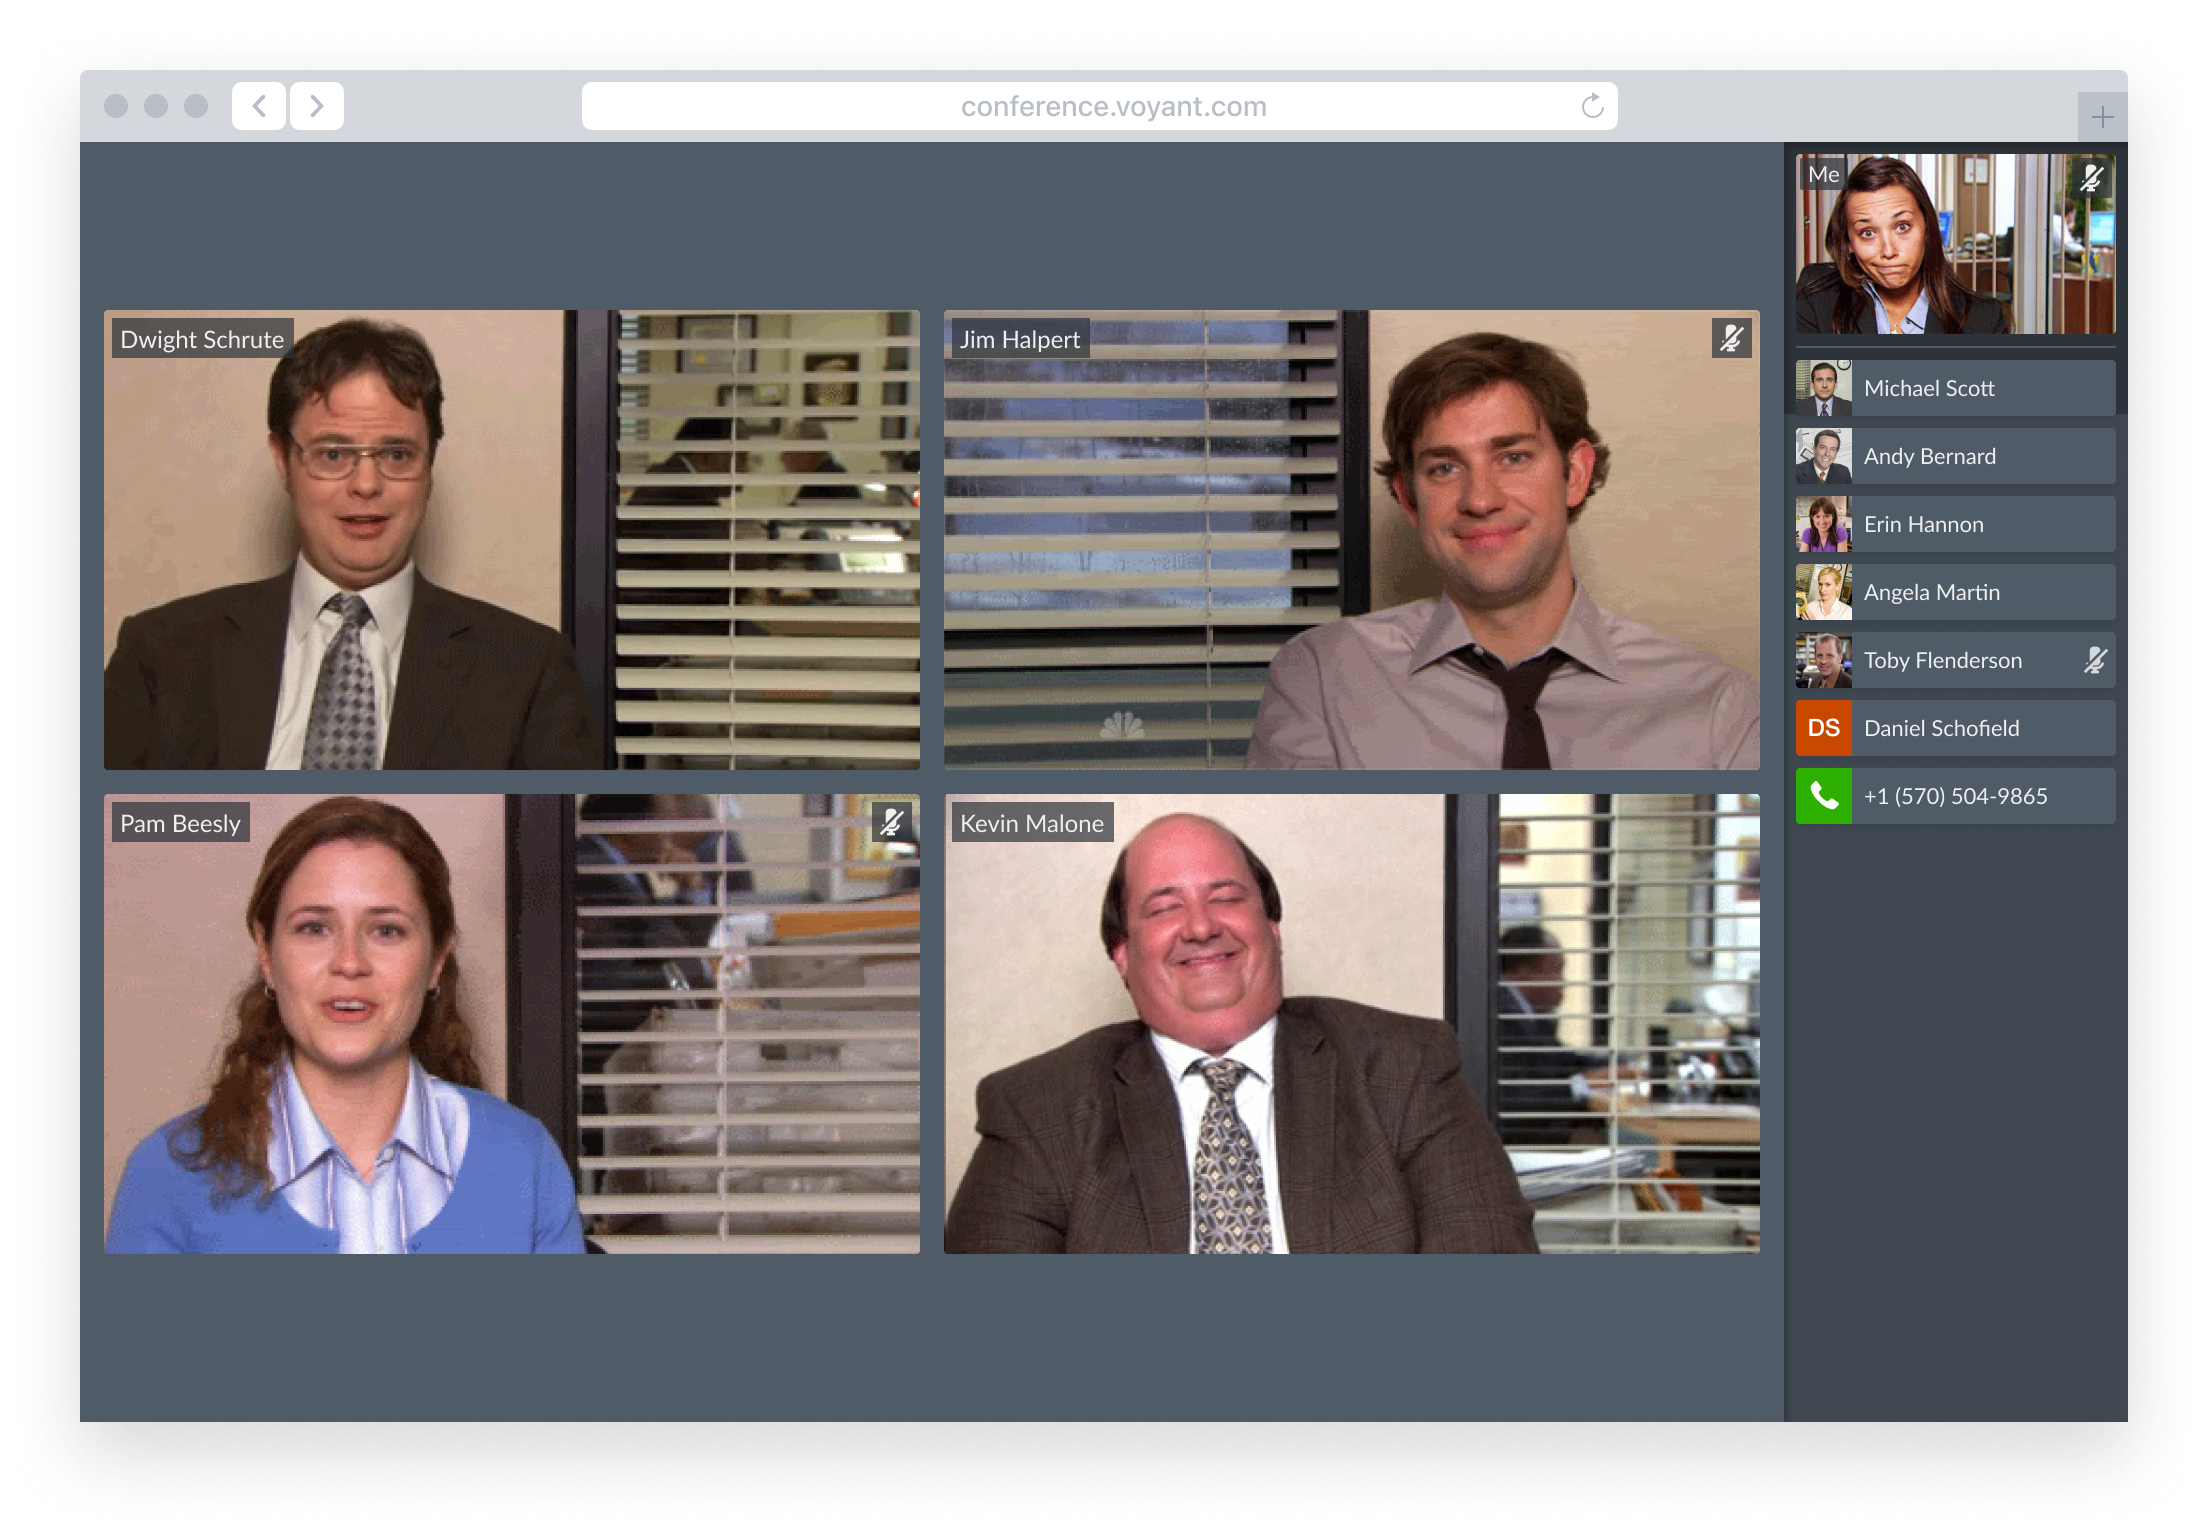 conference.voyant.com
Dwight Schrute
Jim Halpert
Pam Beesly
Kevin Malone
Me
Michael Scott
Andy Bernard
Erin Hannon
Angela Martin
Toby Flenderson
DS Daniel Schofield
+1 (570) 504-9865